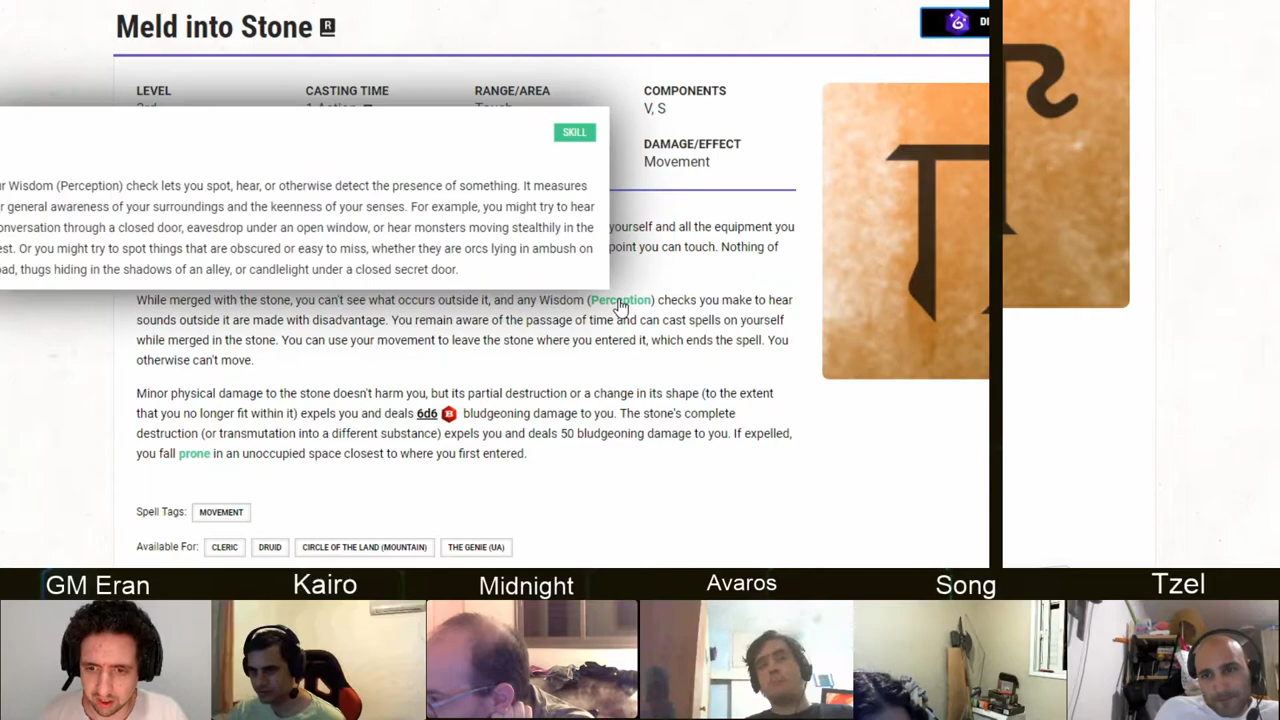 Meld into Stone
LEVEL
CASTING TIME
RANGE/AREA
COMPONENTS
V, S
DAMAGE/EFFECT
Movement
SKILL
Wisdom (Perception) check lets you spot, hear, or otherwise detect the presence of something. It measures
general awareness of your surroundings and the keenness of your senses. For example, you might try to hear
through a closed door, eavesdrop under an open window, or hear monsters moving stealthily in the
Or you might try to spot things that are obscured or easy to miss, whether they are orcs lying in ambush on
thugs hiding in the shadows of an alley, or candlelight under a closed secret door.
yourself and all the equipment you
point you can touch. Nothing of
While merged with the stone, you can't see what occurs outside it, and any Wisdom (Perception) checks you make to hear
sounds outside it are made with disadvantage. You remain aware of the passage of time and can cast spells on yourself
while merged in the stone. You can use your movement to leave the stone where you entered it, which ends the spell. You
otherwise can't move.
Minor physical damage to the stone doesn't harm you, but its partial destruction or a change in its shape (to the extent
that you no longer fit within it) expels you and deals 6d6 B bludgeoning damage to you. The stone's complete
destruction (or transmutation into a different substance) expels you and deals 50 bludgeoning damage to you. If expelled,
you fall prone in an unoccupied space closest to where you first entered.
Spell Tags: MOVEMENT
Available For: CLERIC DRUID CIRCLE OF THE LAND (MOUNTAIN) THE GENIE (UA)
GM Eran Kairo Midnight Avaros Song Tzel